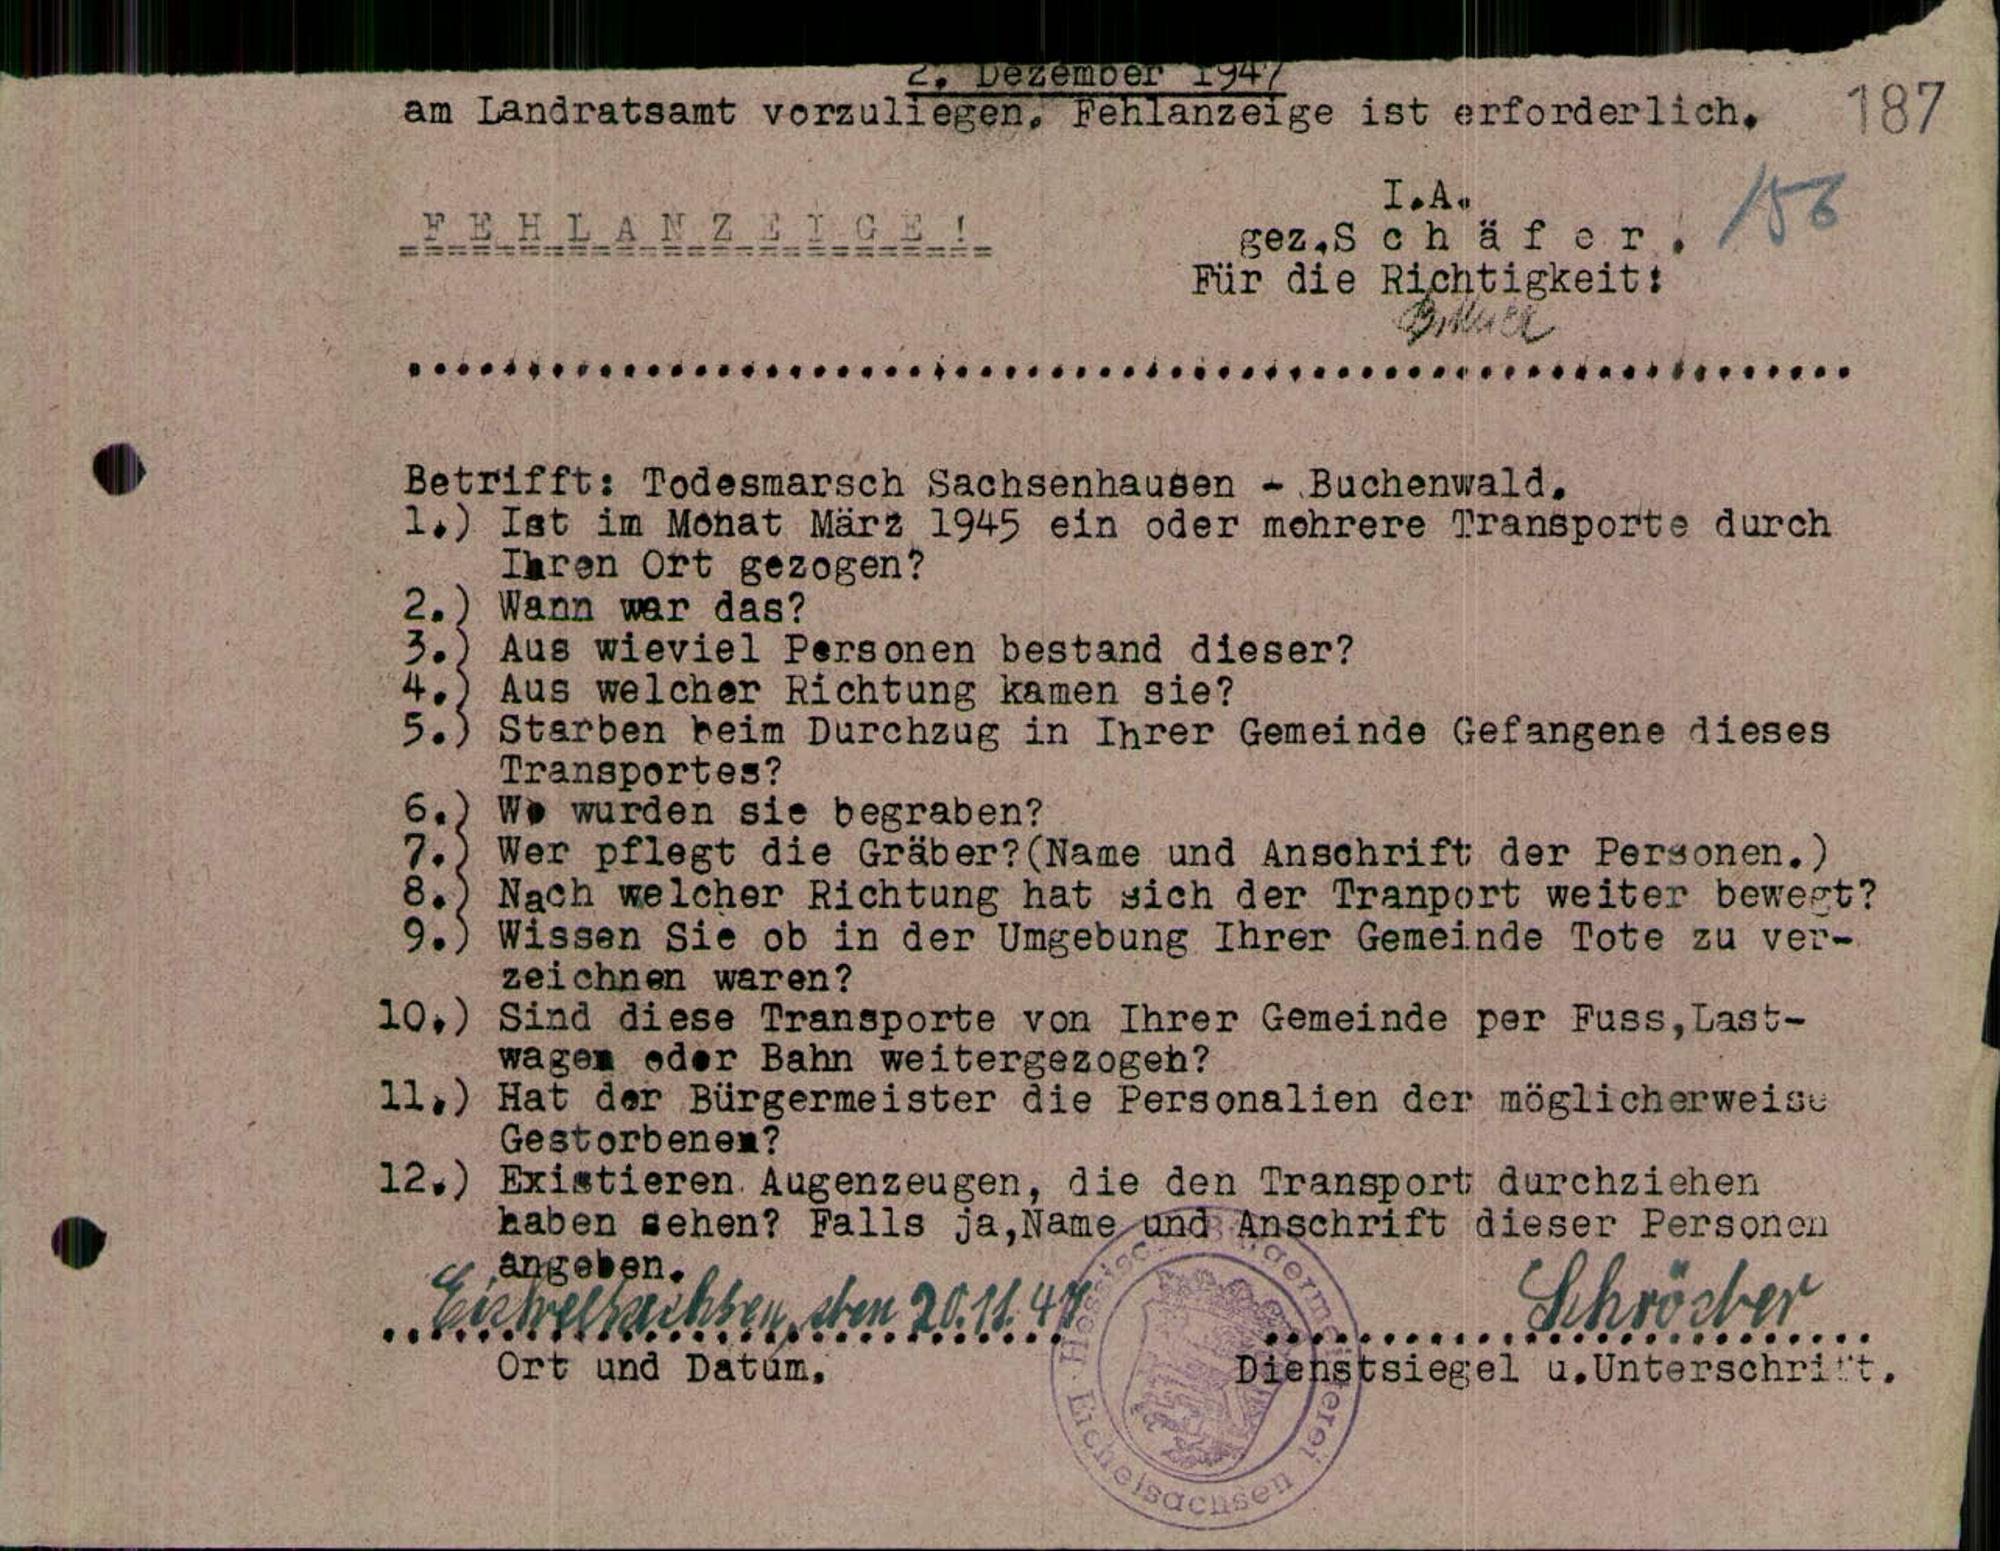 2. Dezember 1947
am Landratsamt vorzuliegen. Fehlanzeige ist erforderlich.
187
I.A.
156
F E H L A N Z E I G E !
gez.S c h ä f e r .
Für die Richtigkeit:
Betrifft: Todesmarsch Sachsenhausen - Buchenwald.
1.) Ist im Monat März 1945 ein oder mehrere Transporte durch
Ihren Ort gezogen?
2.) Wann war das?
3.) Aus wieviel Personen bestand dieser?
4.) Aus welcher Richtung kamen sie?
5.) Starben beim Durchzug in Ihrer Gemeinde Gefangene dieses
Transportes?
6.) Wo wurden sie begraben?
7.) Wer pflegt die Gräber?(Name und Anschrift der Personen.)
8.) Nach welcher Richtung hat sich der Tranport weiter bewegt?
9.) Wissen Sie ob in der Umgebung Ihrer Gemeinde Tote zu ver-
zeichnen waren?
10.) Sind diese Transporte von Ihrer Gemeinde per Fuss,Last-
wagen oder Bahn weitergezogen?
11.) Hat der Bürgermeister die Personalien der möglicherweise
Gestorbenen?
12.) Existieren Augenzeugen, die den Transport durchziehen
haben sehen? Falls ja,Name und Anschrift dieser Personen
angeben.
Eichelsachsen, den 20.11.47 Schröder
Ort und Datum. Dienstsiegel u.Unterschrift.
Hessische Bürgermeisterei
Eichelsachsen